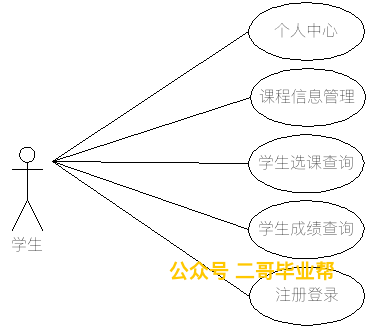 个人中心
课程信息管理
学生选课查询
学生成绩查询
学生
公众号 二哥毕业帮
注册登录